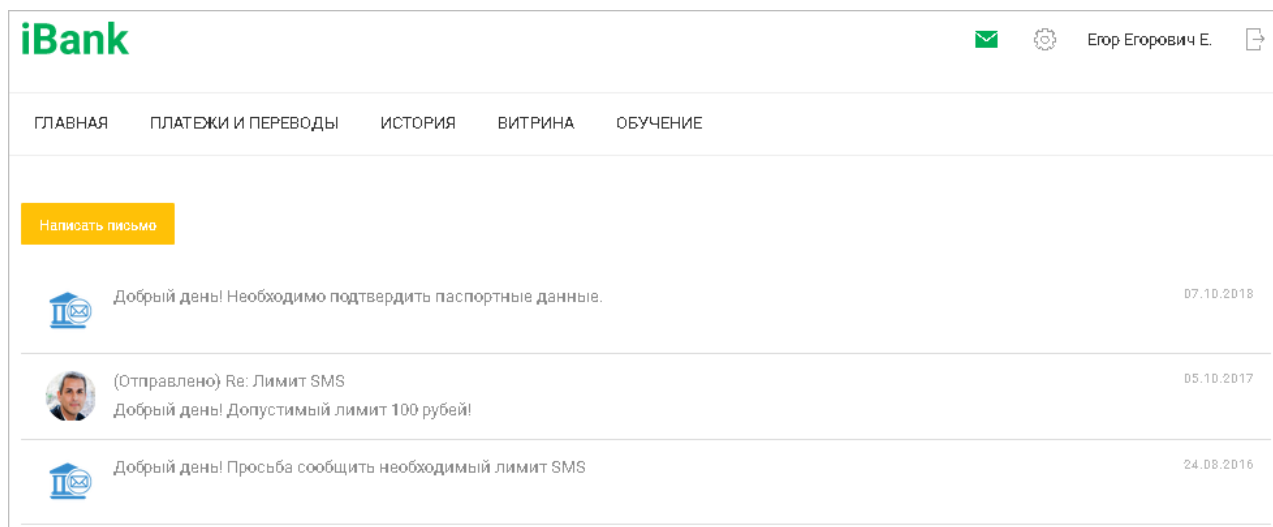 iBank
Егор Егорович Е.
ГЛАВНАЯ ПЛАТЕЖИ И ПЕРЕВОДЫ ИСТОРИЯ ВИТРИНА ОБУЧЕНИЕ
Написать письмо
Добрый день! Необходимо подтвердить паспортные данные. 07.10.2018
(Отправлено) Re: Лимит SMS 05.10.2017
Добрый день! Допустимый лимит 100 рублей!
Добрый день! Просьба сообщить необходимый лимит SMS 24.08.2016